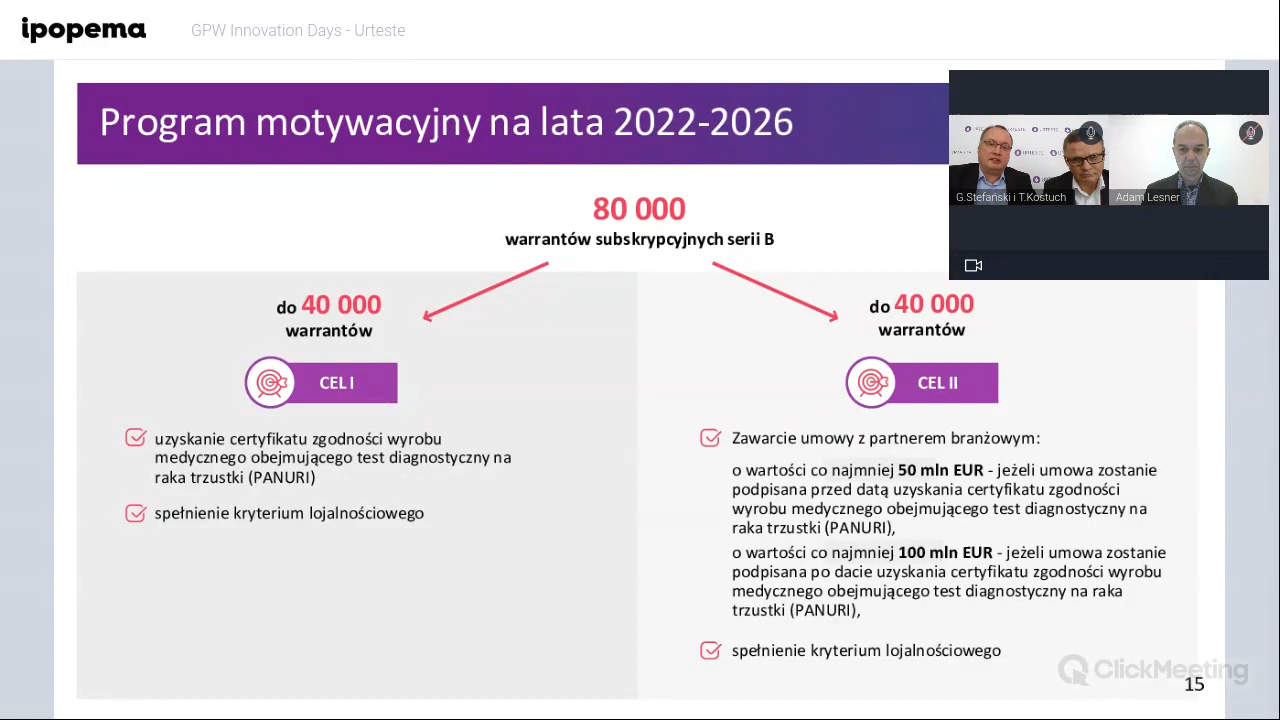 ipopema
GPW Innovation Days - Urteste
Program motywacyjny na lata 2022-2026
G.Stefański i T.Kostuch
Adam Lesner
80 000
warrantów subskrypcyjnych serii B
do 40 000
warrantów
CEL I
uzyskanie certyfikatu zgodności wyrobu
medycznego obejmującego test diagnostyczny na
raka trzustki (PANURI)
spełnienie kryterium lojalnościowego
do 40 000
warrantów
CEL II
Zawarcie umowy z partnerem branżowym:
o wartości co najmniej 50 mln EUR - jeżeli umowa zostanie
podpisana przed datą uzyskania certyfikatu zgodności
wyrobu medycznego obejmującego test diagnostyczny na
raka trzustki (PANURI),
o wartości co najmniej 100 mln EUR - jeżeli umowa zostanie
podpisana po dacie uzyskania certyfikatu zgodności wyrobu
medycznego obejmującego test diagnostyczny na raka
trzustki (PANURI),
spełnienie kryterium lojalnościowego
ClickMeeting
15